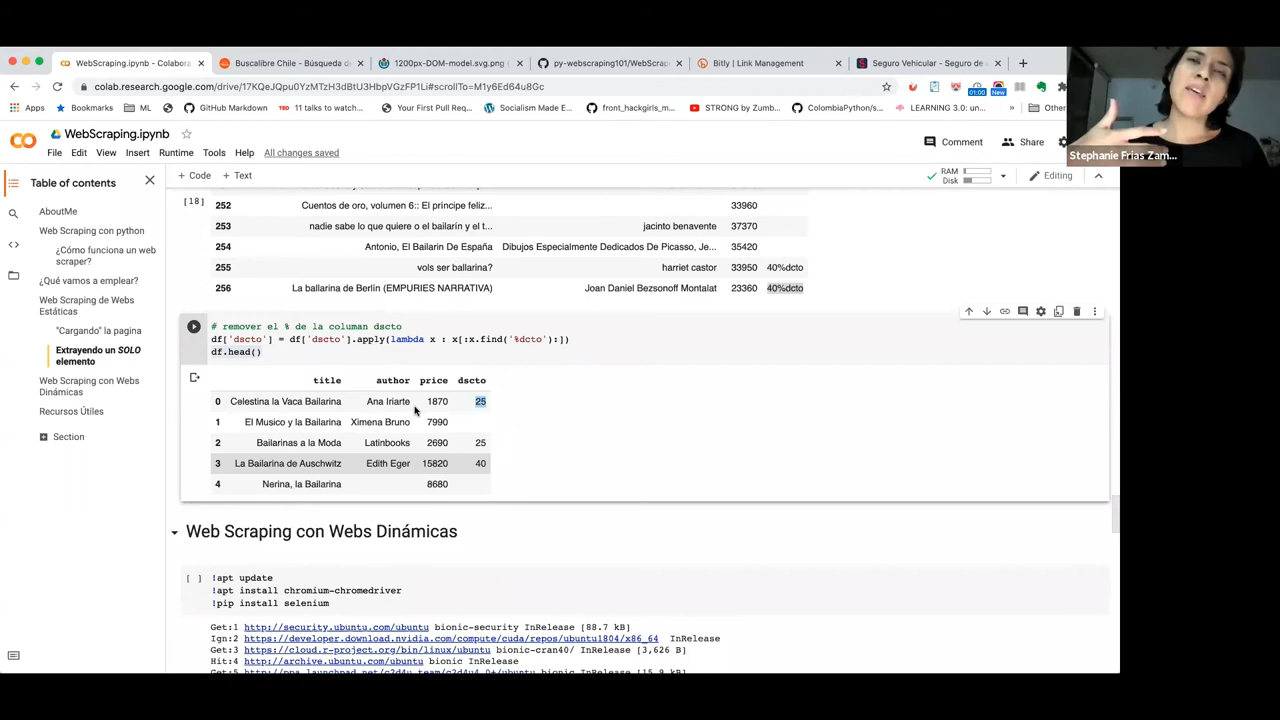 WebScraping.ipynb - Colabora
Buscalibre Chile - Búsqueda d
1200px-DOM-model.svg.png
py-webscraping101/WebScrap
Bitly | Link Management
Seguro Vehicular - Seguro de
Apps
Bookmarks
ML
GitHub Markdown
11 talks to watch...
Your First Pull Req...
Socialism Made E...
front_hackgirls_m...
STRONG by Zumb...
ColombiaPython/s...
LEARNING 3.0: un...
Other
01:00
New
WebScraping.ipynb
File Edit View Insert Runtime Tools Help All changes saved
Comment
Share
Stephanie Frias Zam...
Table of contents
+ Code + Text
RAM
Disk
Editing
AboutMe
Web Scraping con python
¿Cómo funciona un web
scraper?
¿Qué vamos a emplear?
Web Scraping de Webs
Estáticas
"Cargando" la pagina
Extrayendo un SOLO
elemento
Web Scraping con Webs
Dinámicas
Recursos Útiles
Section
[18]
252 Cuentos de oro, volumen 6:: El príncipe feliz... 33960
253 nadie sabe lo que quiere o el bailarín y el t... jacinto benavente 37370
254 Antonio, El Bailarin De España Dibujos Especialmente Dedicados De Picasso, Je... 35420
255 vols ser ballarina? harriet castor 33950 40%dcto
256 La ballarina de Berlín (EMPURIES NARRATIVA) Joan Daniel Bezsonoff Montalat 23360 40%dcto
# remover el % de la columan dscto
df['dscto'] = df['dscto'].apply(lambda x : x[:x.find('%dcto'):])
df.head()
title author price dscto
0 Celestina la Vaca Bailarina Ana Iriarte 1870 25
1 El Musico y la Bailarina Ximena Bruno 7990
2 Bailarinas a la Moda Latinbooks 2690 25
3 La Bailarina de Auschwitz Edith Eger 15820 40
4 Nerina, la Bailarina 8680
Web Scraping con Webs Dinámicas
[ ] !apt update
!apt install chromium-chromedriver
!pip install selenium
Get:1 http://security.ubuntu.com/ubuntu bionic-security InRelease [88.7 kB]
Ign:2 https://developer.download.nvidia.com/compute/cuda/repos/ubuntu1804/x86_64 InRelease
Get:3 https://cloud.r-project.org/bin/linux/ubuntu bionic-cran40/ InRelease [3,626 B]
Hit:4 http://archive.ubuntu.com/ubuntu bionic InRelease